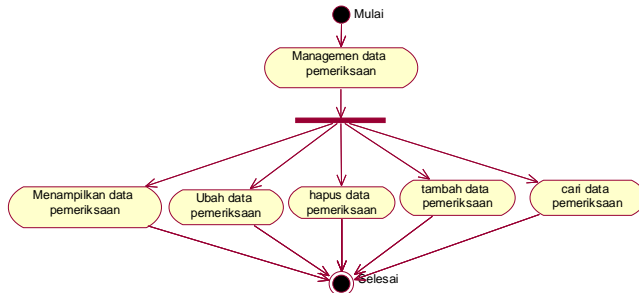 Mulai
Managemen data
pemeriksaan
Menampilkan data
pemeriksaan
Ubah data
pemeriksaan
hapus data
pemeriksaan
tambah data
pemeriksaan
cari data
pemeriksaan
Selesai